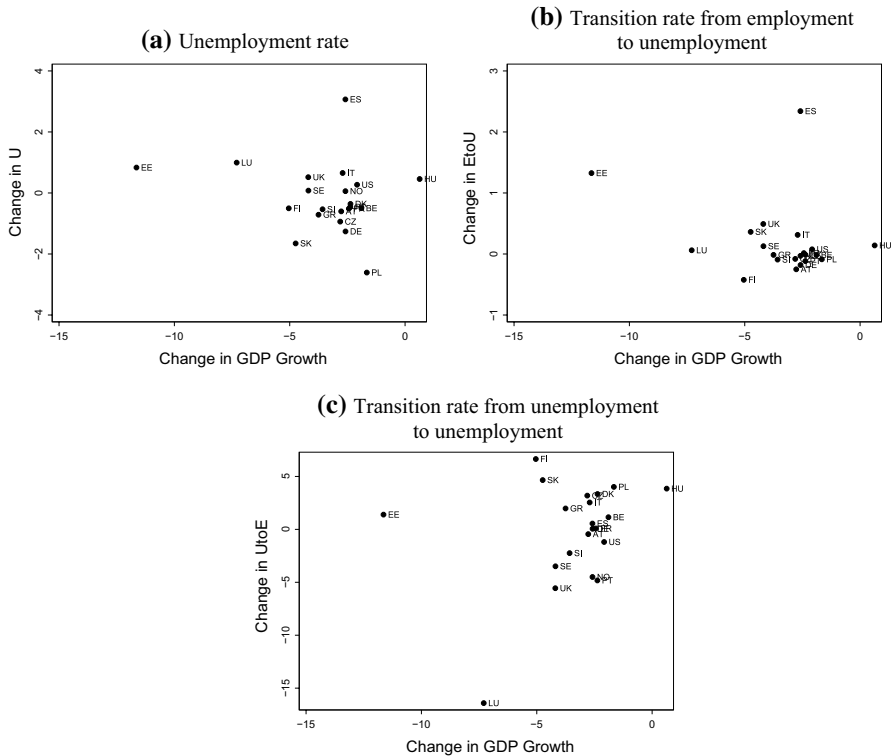 (a) Unemployment rate
4
2
0
−2
−4
Change in U
ES
EE
LU
UK
IT
US
HU
SE
NO
FI
SI
DK
BE
GR
AT
CZ
DE
SK
PL
−15
−10
−5
0
Change in GDP Growth
(b) Transition rate from employment
to unemployment
3
2
1
0
−1
Change in EtoU
ES
EE
UK
SK
IT
SE
US
HU
LU
GR
SI
BE
PL
DE
AT
FI
−15
−10
−5
0
Change in GDP Growth
(c) Transition rate from unemployment
to unemployment
5
0
−5
−10
−15
Change in UtoE
FI
SK
PL
HU
DK
IT
GR
EE
BE
ES
AT
US
SI
SE
NO
PT
UK
LU
−15
−10
−5
0
Change in GDP Growth